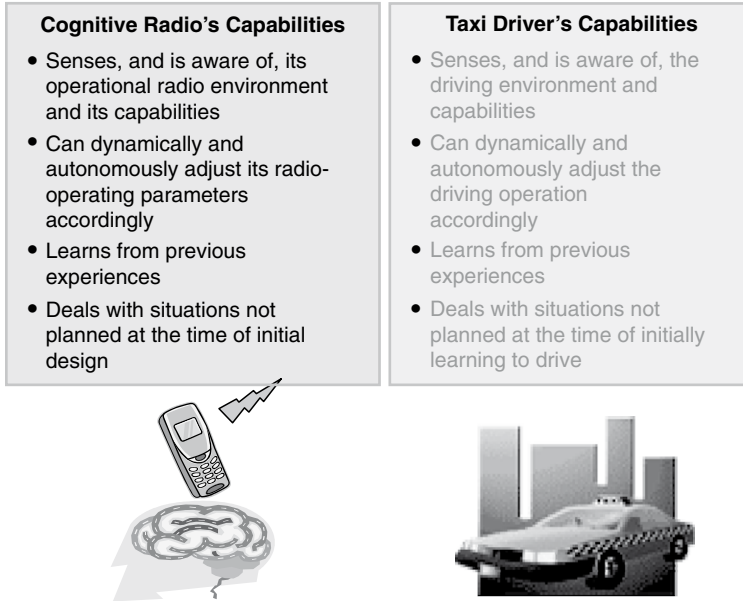 Cognitive Radio's Capabilities
• Senses, and is aware of, its
operational radio environment
and its capabilities
• Can dynamically and
autonomously adjust its radio-
operating parameters
accordingly
• Learns from previous
experiences
• Deals with situations not
planned at the time of initial
design
Taxi Driver's Capabilities
• Senses, and is aware of, the
driving environment and
capabilities
• Can dynamically and
autonomously adjust the
driving operation
accordingly
• Learns from previous
experiences
• Deals with situations not
planned at the time of initially
learning to drive